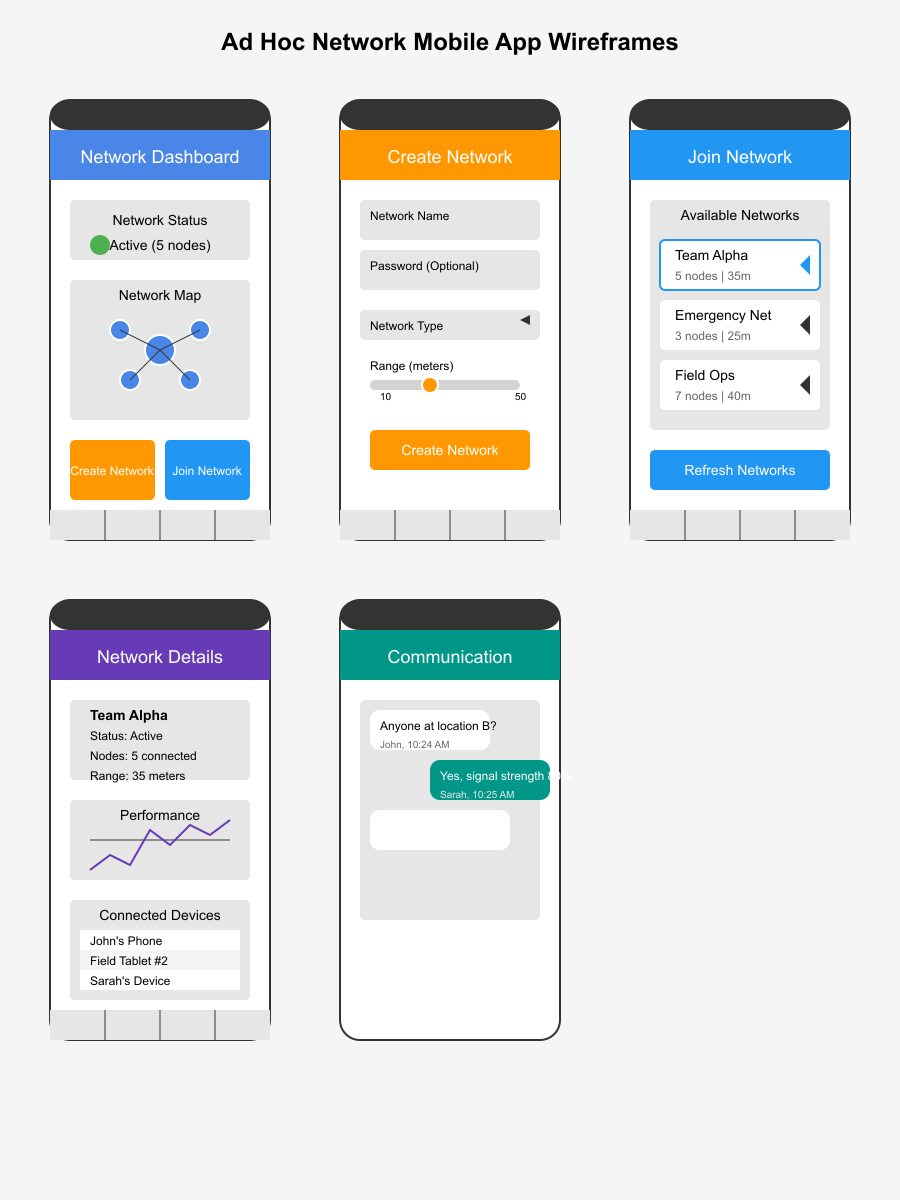 Ad Hoc Network Mobile App Wireframes
Network Dashboard
Network Status
Active (5 nodes)
Network Map
Create Network
Join Network
Create Network
Network Name
Password (Optional)
Network Type
Range (meters)
10
50
Create Network
Join Network
Available Networks
Team Alpha
5 nodes | 35m
Emergency Net
3 nodes | 25m
Field Ops
7 nodes | 40m
Refresh Networks
Network Details
Team Alpha
Status: Active
Nodes: 5 connected
Range: 35 meters
Performance
Connected Devices
John's Phone
Field Tablet #2
Sarah's Device
Communication
Anyone at location B?
John, 10:24 AM
Yes, signal strength
Sarah, 10:25 AM